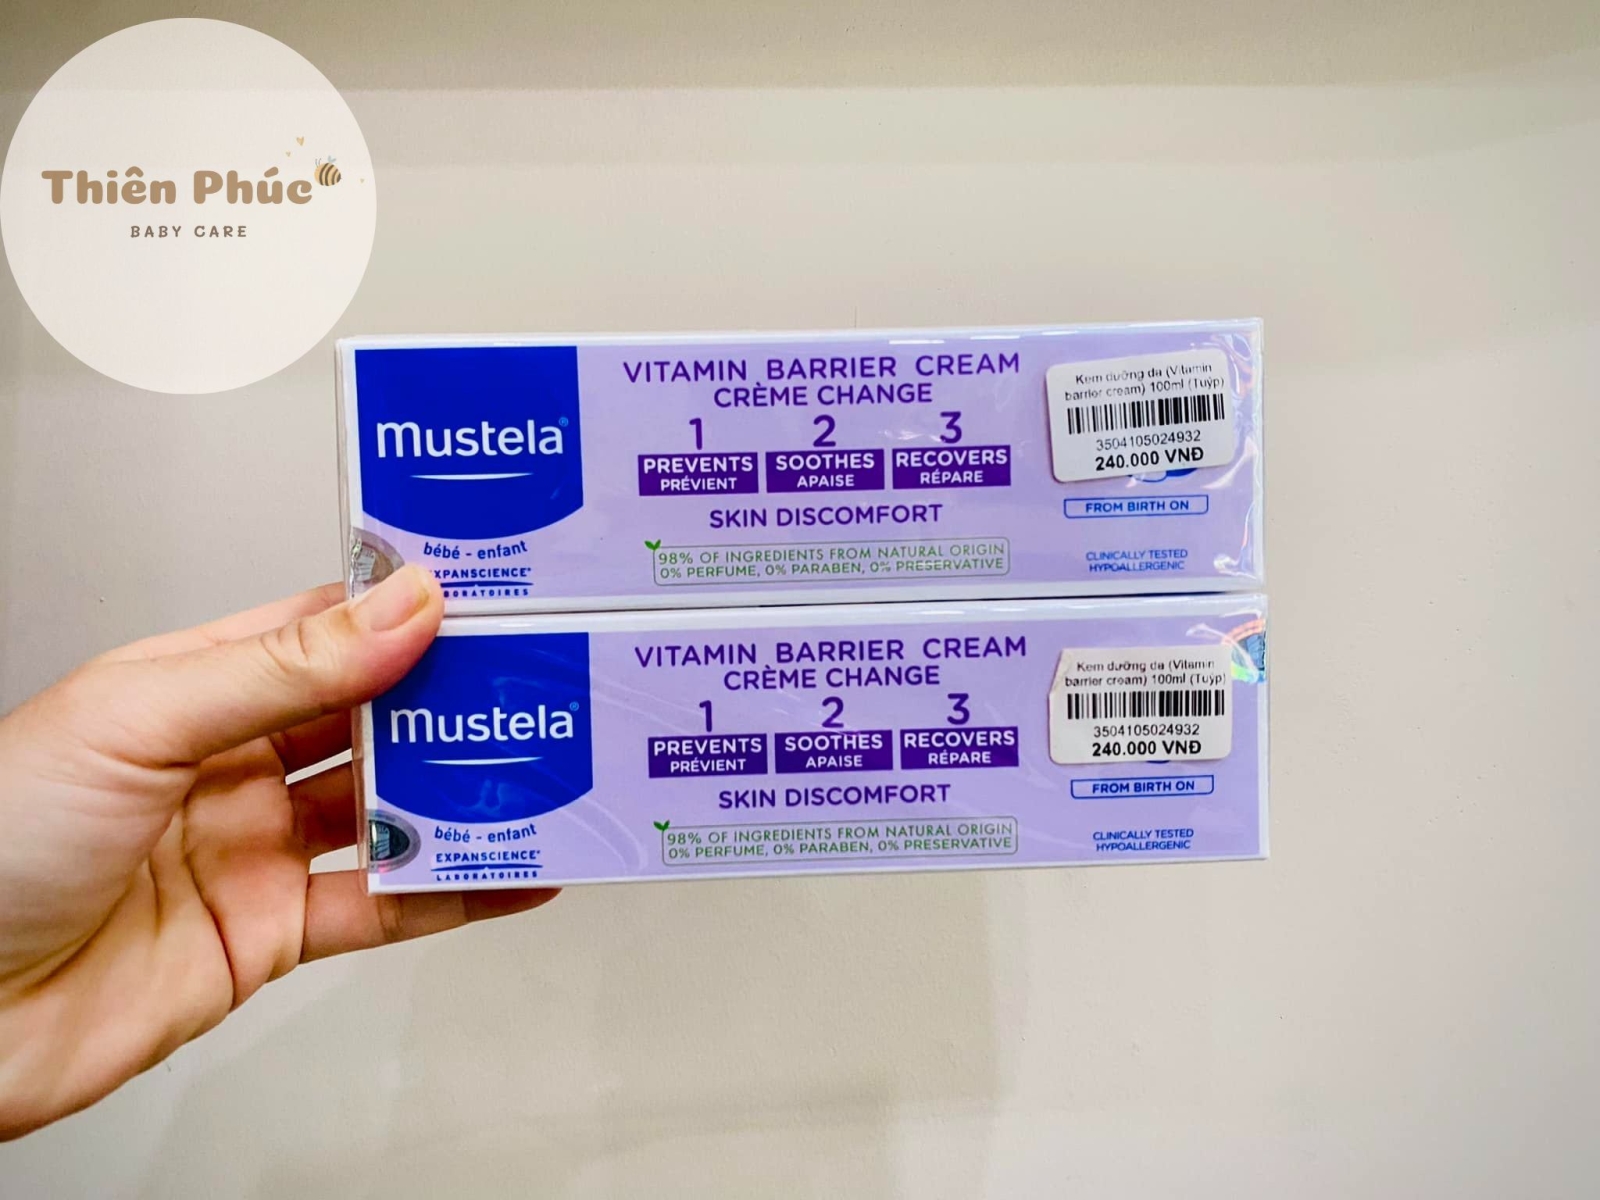 Thiên Phúc
BABY CARE
mustela®
bébé - enfant
XPANSCIENCE
VITAMIN BARRIER CREAM
CRÈME CHANGE
1 2 3
PREVENTS SOOTHES RECOVERS
PRÉVIENT APAISE RÉPARE
SKIN DISCOMFORT
98% OF INGREDIENTS FROM NATURAL ORIGIN
0% PERFUME, 0% PARABEN, 0% PRESERVATIVE
Kem dưỡng da (Vitamin
barrier cream) 100ml (Tuýp)
3504105024932
240.000 VNĐ
FROM BIRTH ON
CLINICALLY TESTED
HYPOALLERGENIC
mustela®
bébé - enfant
EXPANSCIENCE
LABORATOIRES
VITAMIN BARRIER CREAM
CRÈME CHANGE
1 2 3
PREVENTS SOOTHES RECOVERS
PRÉVIENT APAISE RÉPARE
SKIN DISCOMFORT
98% OF INGREDIENTS FROM NATURAL ORIGIN
0% PERFUME, 0% PARABEN, 0% PRESERVATIVE
Kem dưỡng da (Vitamin
barrier cream) 100ml (Tuýp)
3504105024932
240.000 VNĐ
FROM BIRTH ON
CLINICALLY TESTED
HYPOALLERGENIC